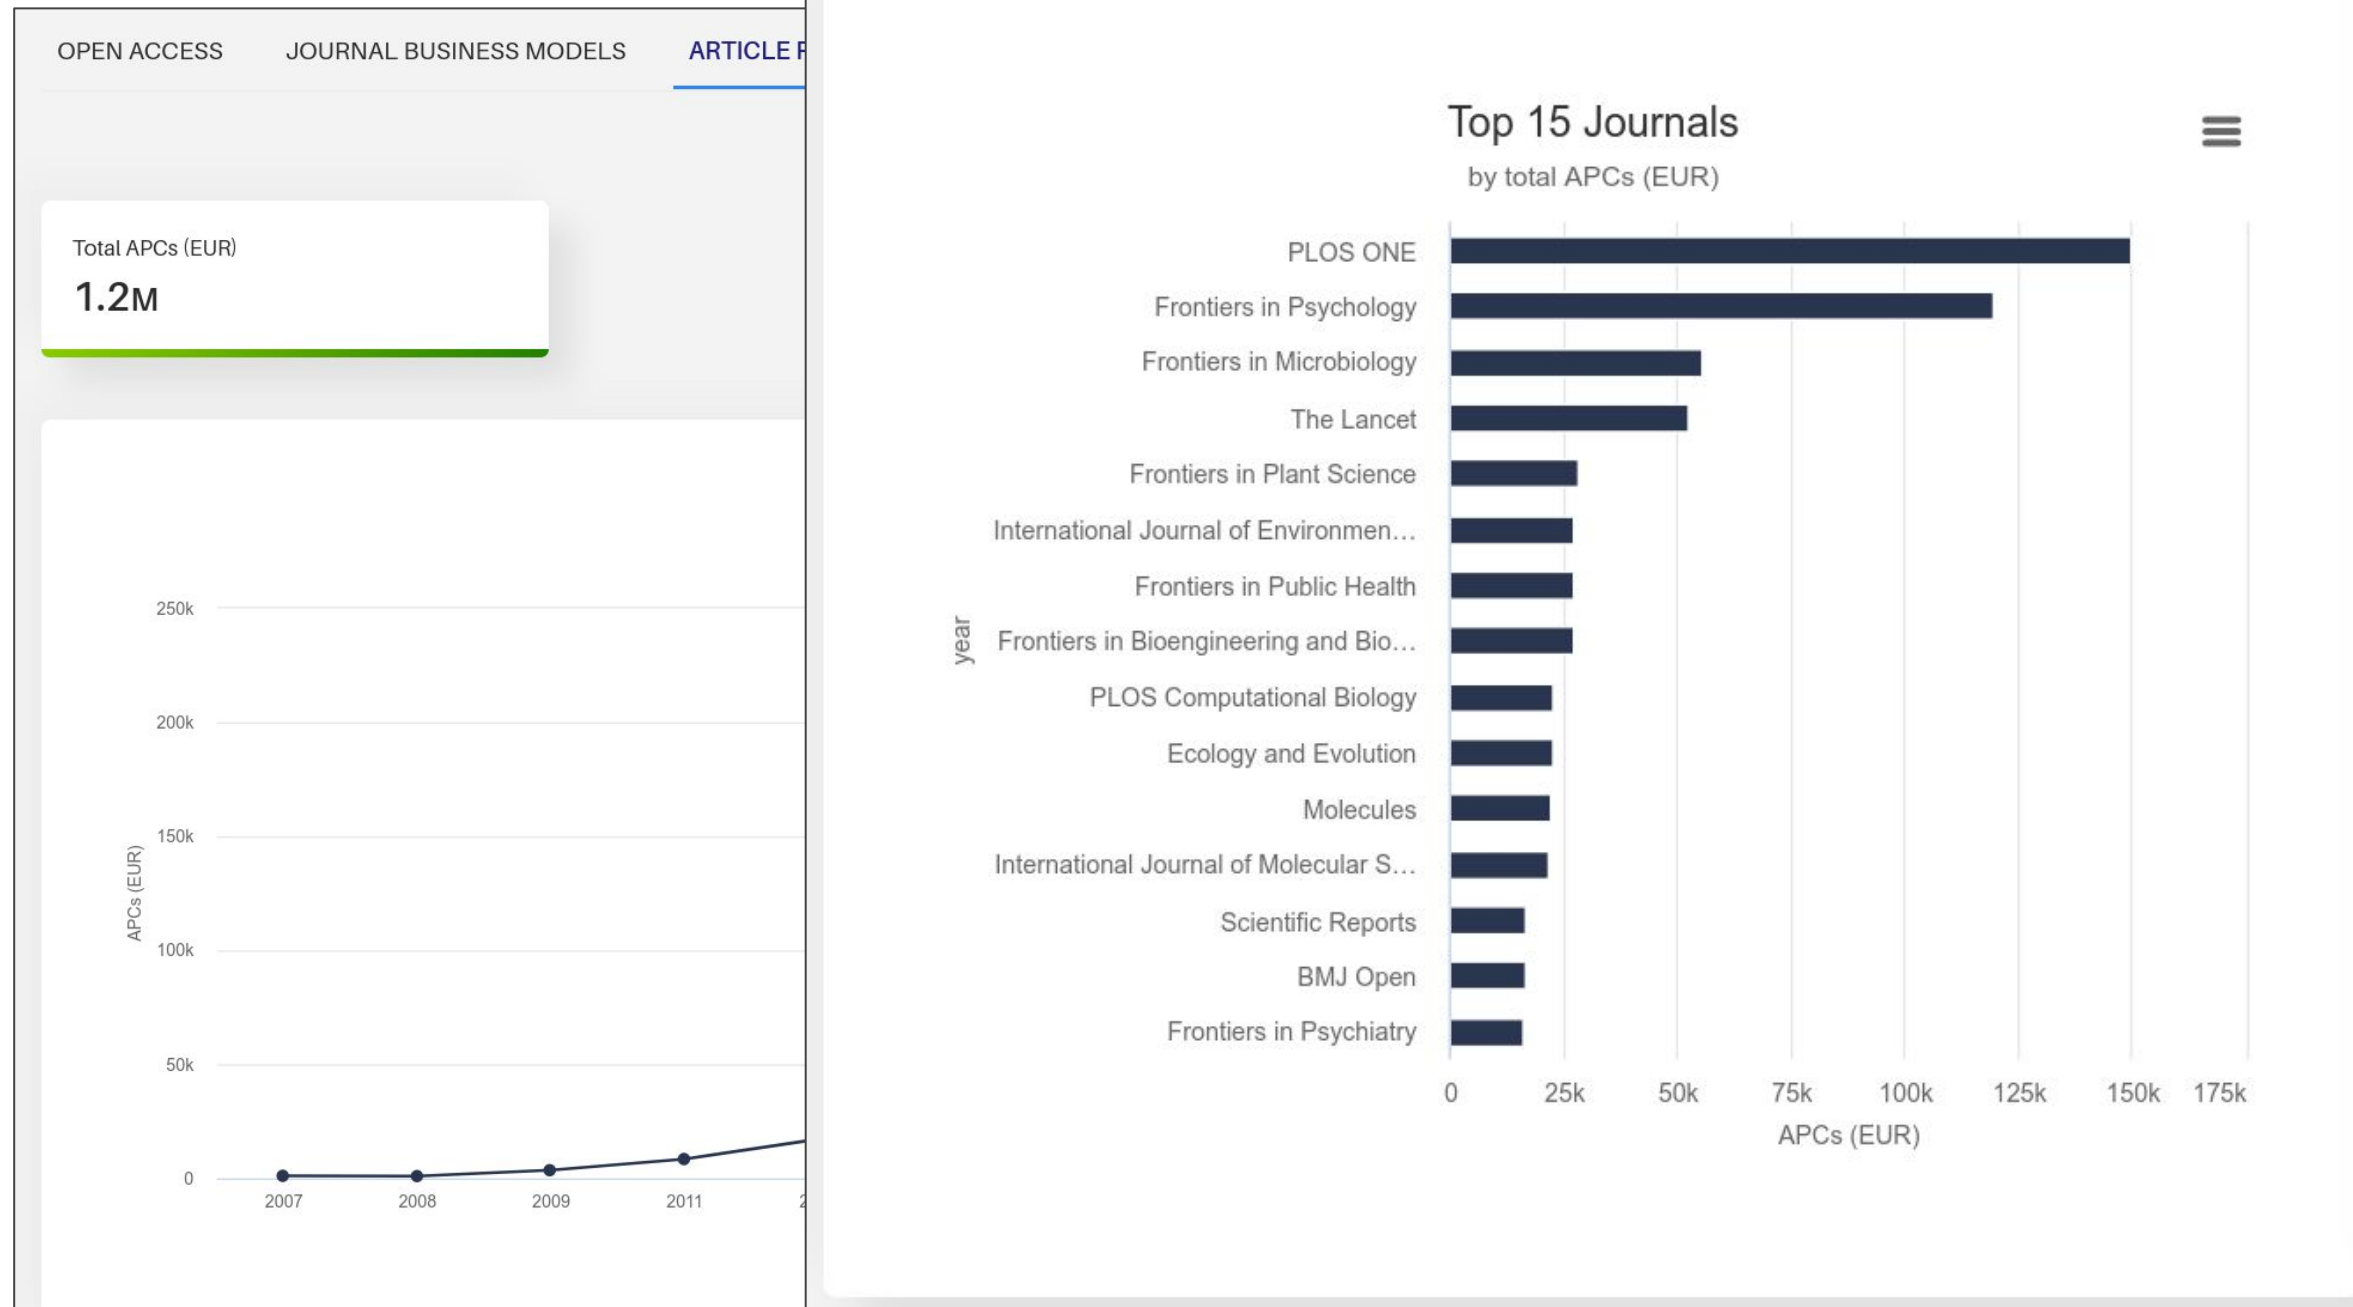 OPEN ACCESS
JOURNAL BUSINESS MODELS
ARTICLE
Total APCs (EUR)
1.2M
250k
200k
150k
100k
50k
0
APCs (EUR)
2007
2008
2009
2011
Top 15 Journals
by total APCs (EUR)
year
PLOS ONE
Frontiers in Psychology
Frontiers in Microbiology
The Lancet
Frontiers in Plant Science
International Journal of Environmen...
Frontiers in Public Health
Frontiers in Bioengineering and Bio...
PLOS Computational Biology
Ecology and Evolution
Molecules
International Journal of Molecular S...
Scientific Reports
BMJ Open
Frontiers in Psychiatry
0 25k 50k 75k 100k 125k 150k 175k
APCs (EUR)